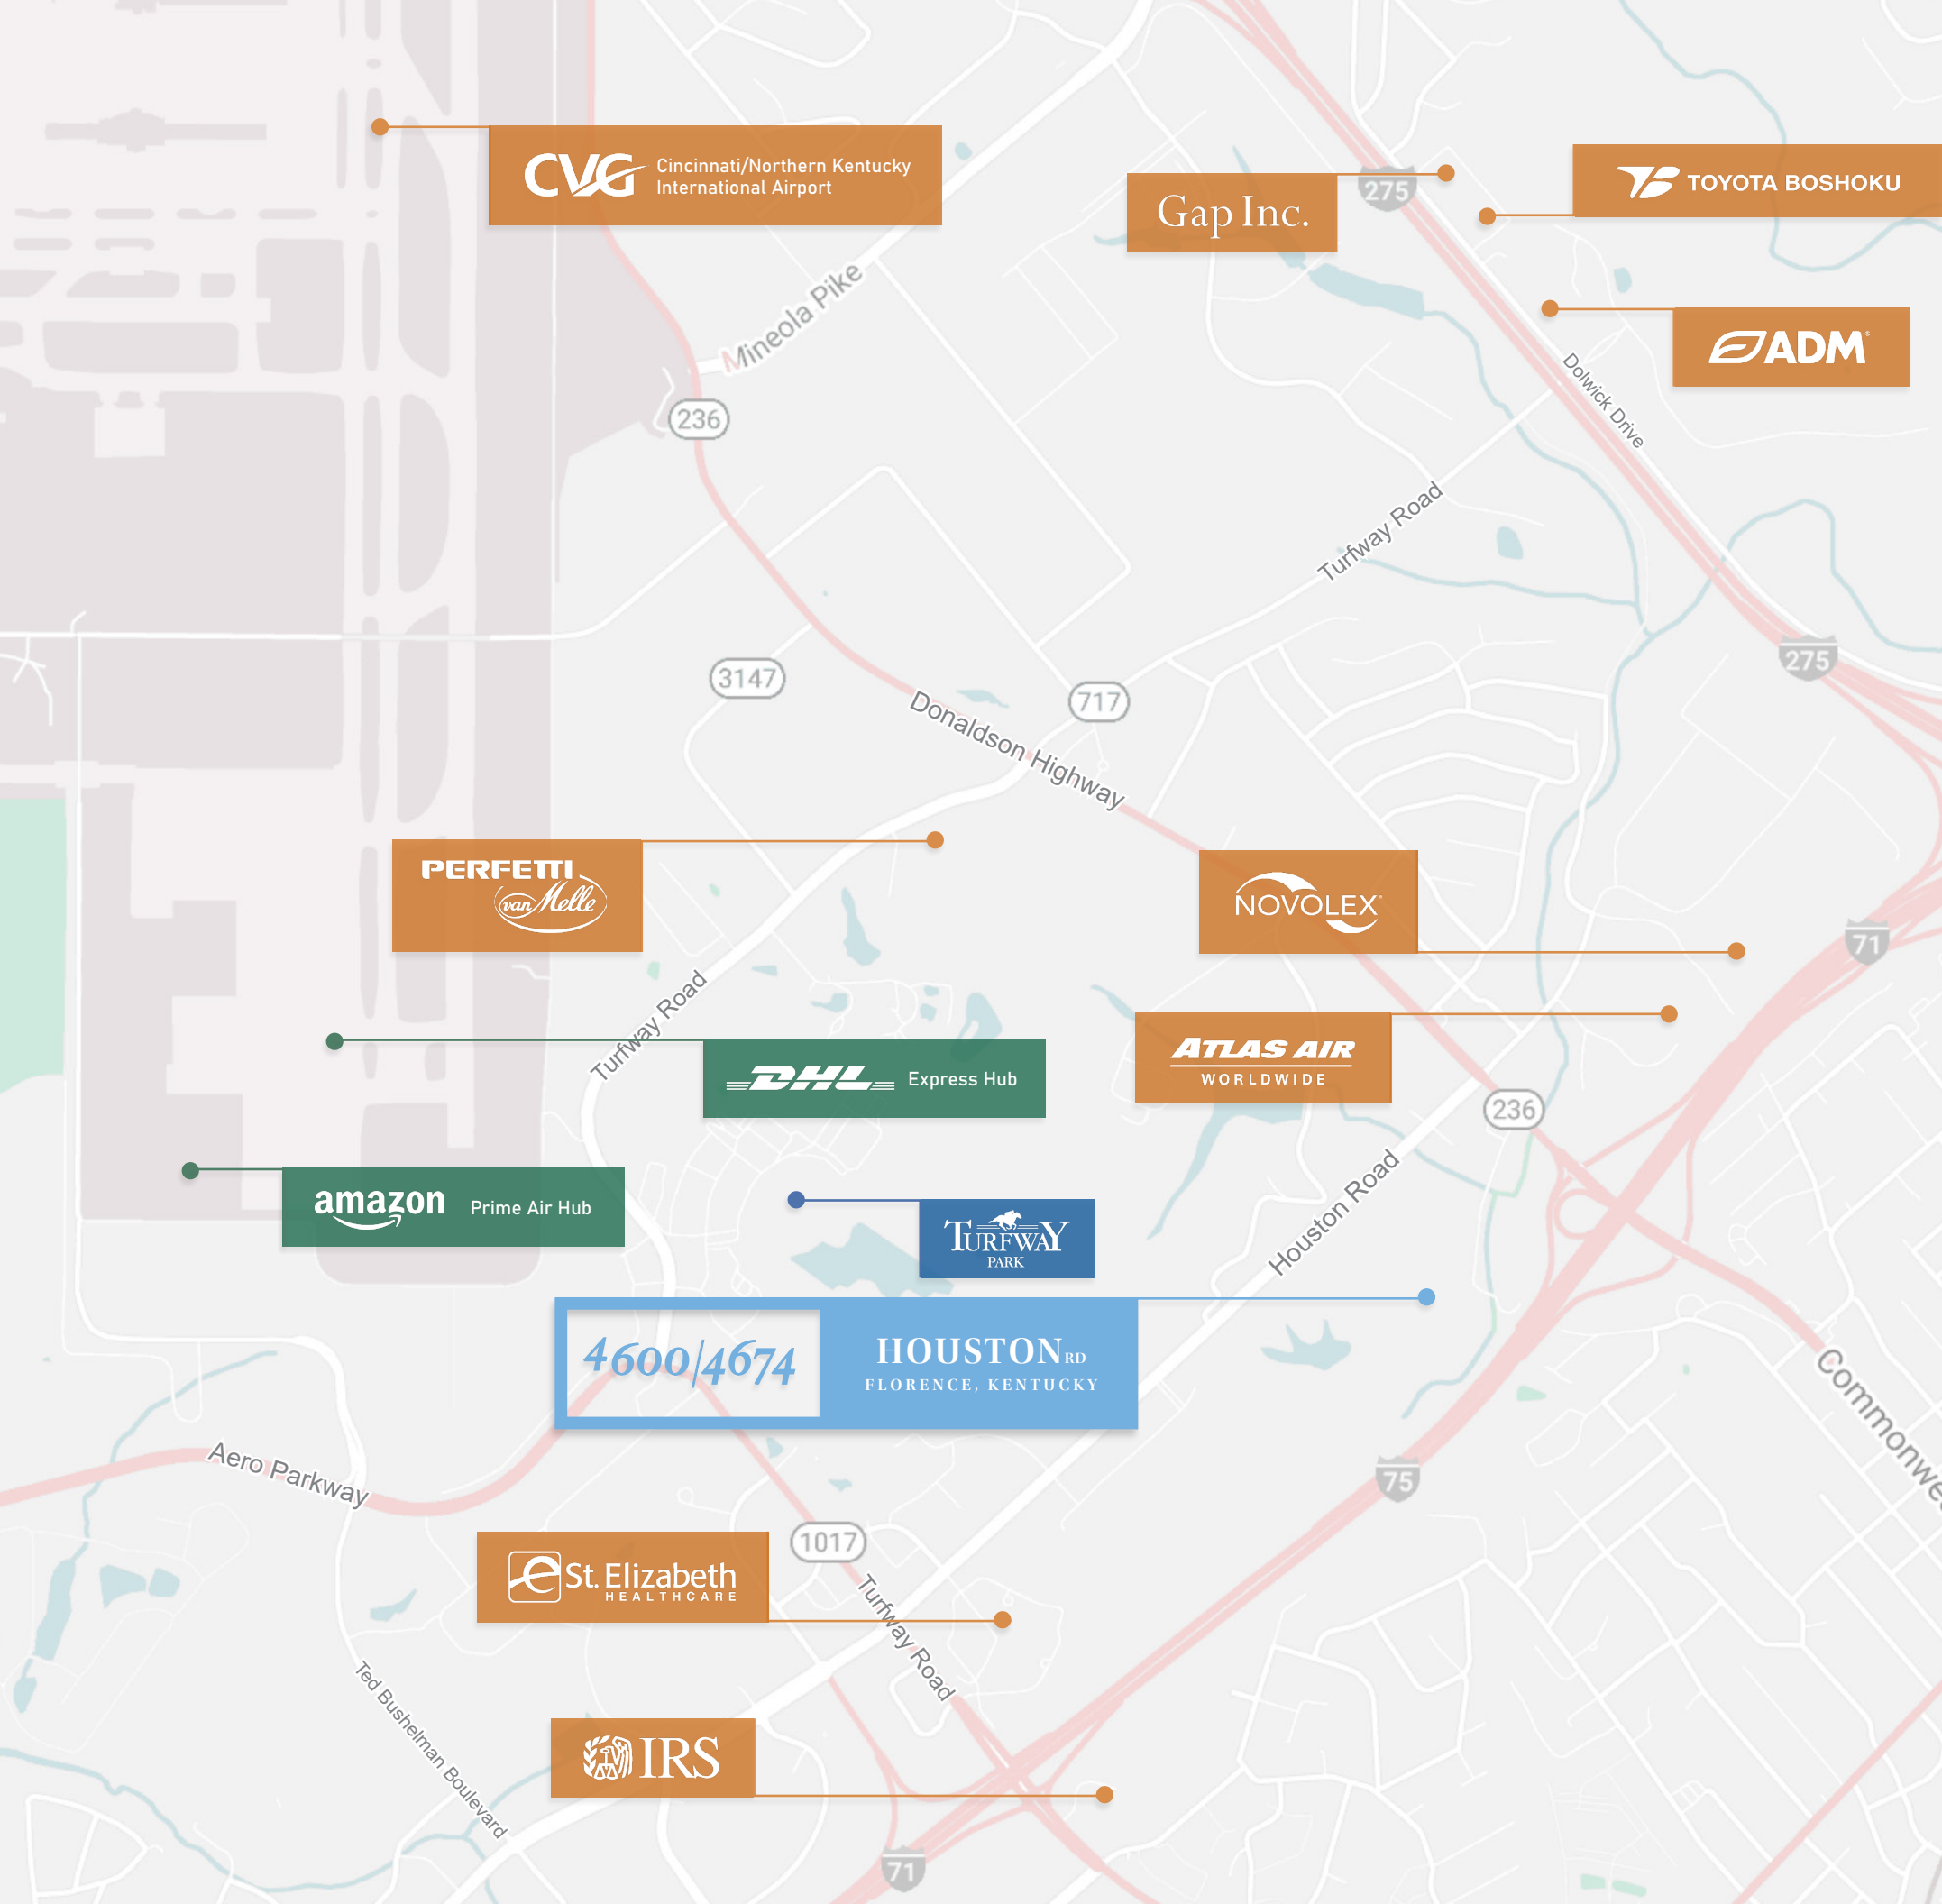 CVG Cincinnati/Northern Kentucky
International Airport
Gap Inc.
275
TOYOTA BOSHOKU
ADM
Mineola Pike
Dolwick Drive
236
Turfway Road
275
3147
717
Donaldson Highway
PERFETTI
van Melle
NOVOLEX
71
Turfway Road
ATLAS AIR
WORLDWIDE
DHL Express Hub
236
amazon Prime Air Hub
TURFWAY
PARK
Houston Road
4600/4674
HOUSTON RD
FLORENCE, KENTUCKY
Commonwe
Aero Parkway
75
1017
St. Elizabeth
HEALTHCARE
Turfway Road
Ted Bushelman Boulevard
IRS
71